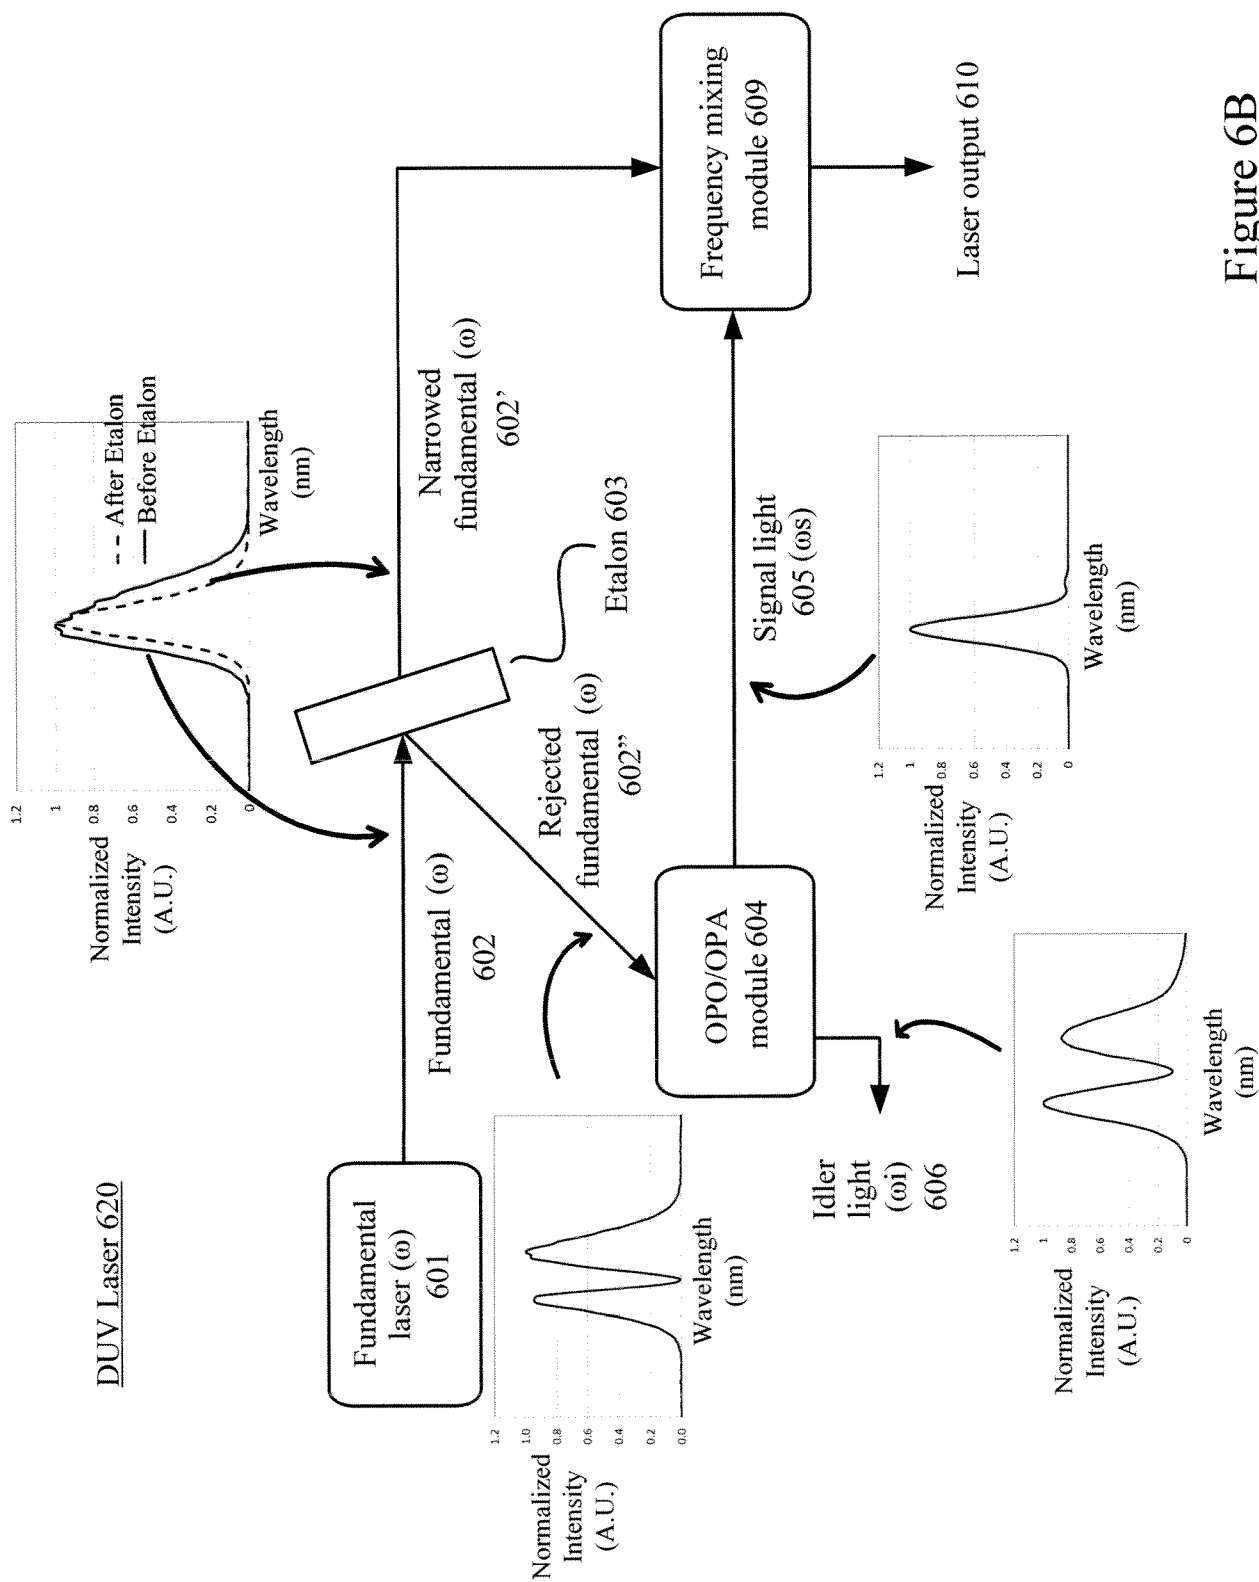 DUV Laser 620
Normalized
Intensity
(A.U.)
1.2
1
0.8
0.6
0.4
0.2
0
After Etalon
Before Etalon
Wavelength
(nm)
Fundamental
laser (ω)
601
Fundamental (ω)
602
Narrowed
fundamental (ω)
602’
Etalon 603
Rejected
fundamental (ω)
602”
Normalized
Intensity
(A.U.)
1.2
1.0
0.8
0.6
0.4
0.2
0.0
Wavelength
(nm)
OPO/OPA
module 604
Signal light
605 (ωs)
Frequency mixing
module 609
Laser output 610
Idler
light
(ωi)
606
Normalized
Intensity
(A.U.)
1.2
1
0.8
0.6
0.4
0.2
0
Wavelength
(nm)
Normalized
Intensity
(A.U.)
1.2
1
0.8
0.6
0.4
0.2
0
Wavelength
(nm)
Figure 6B